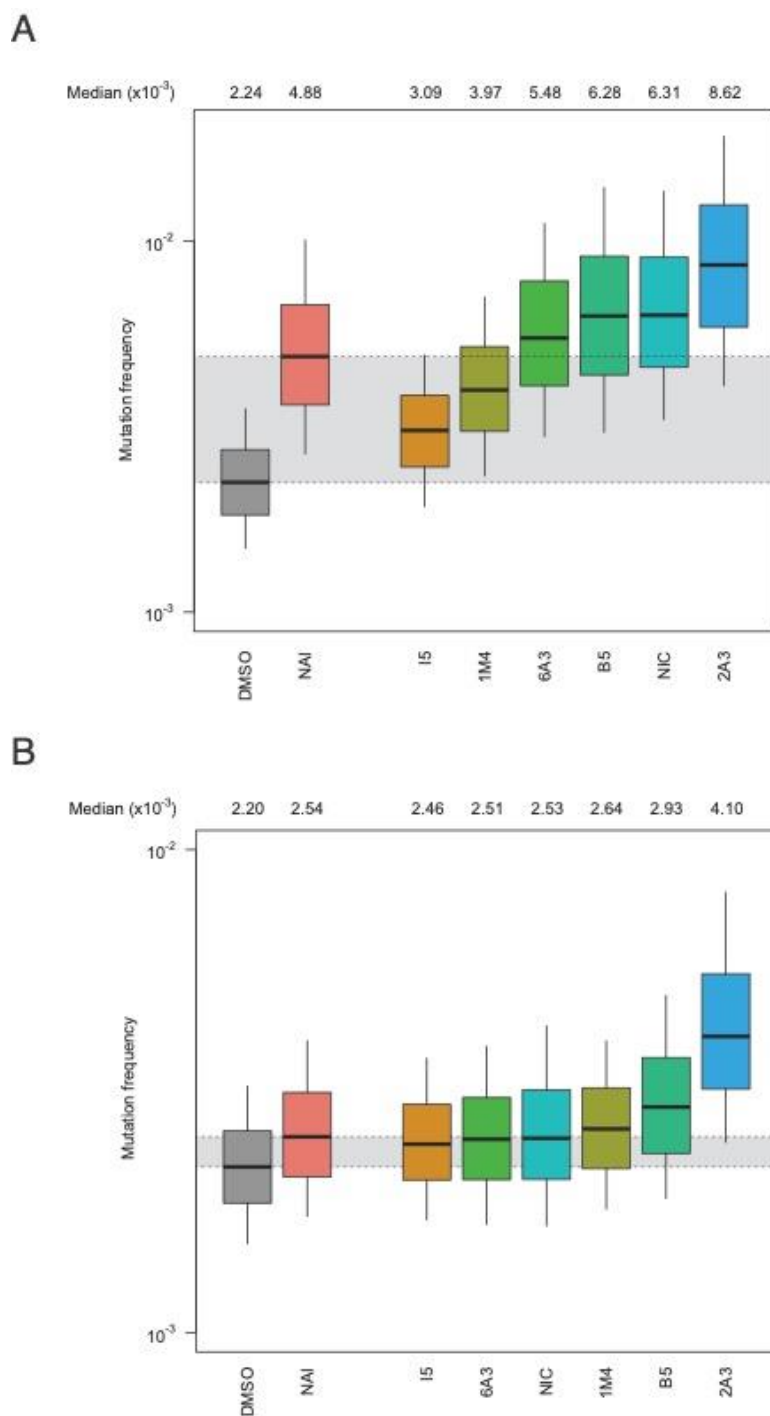 A
Median (x10-3) 2.24 4.88 3.09 3.97 5.48 6.28 6.31 8.62
10-2
Mutation frequency
10-3
DMSO NAI I5 1M4 6A3 B5 NIC 2A3
B
Median (x10-3) 2.20 2.54 2.46 2.51 2.53 2.64 2.93 4.10
10-2
Mutation frequency
10-3
DMSO NAI I5 6A3 NIC 1M4 B5 2A3